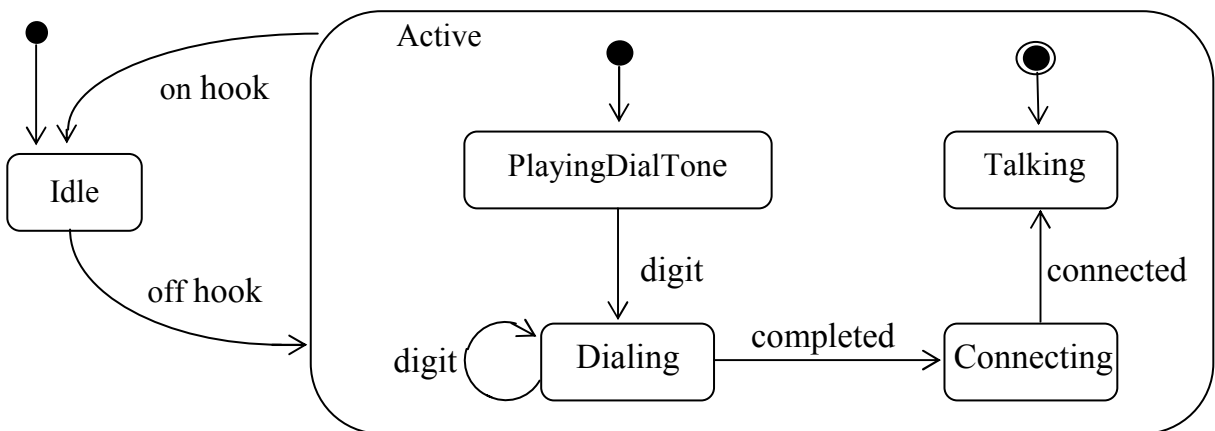 Active
on hook
PlayingDialTone
Talking
Idle
digit
connected
off hook
completed
digit
Dialing
Connecting